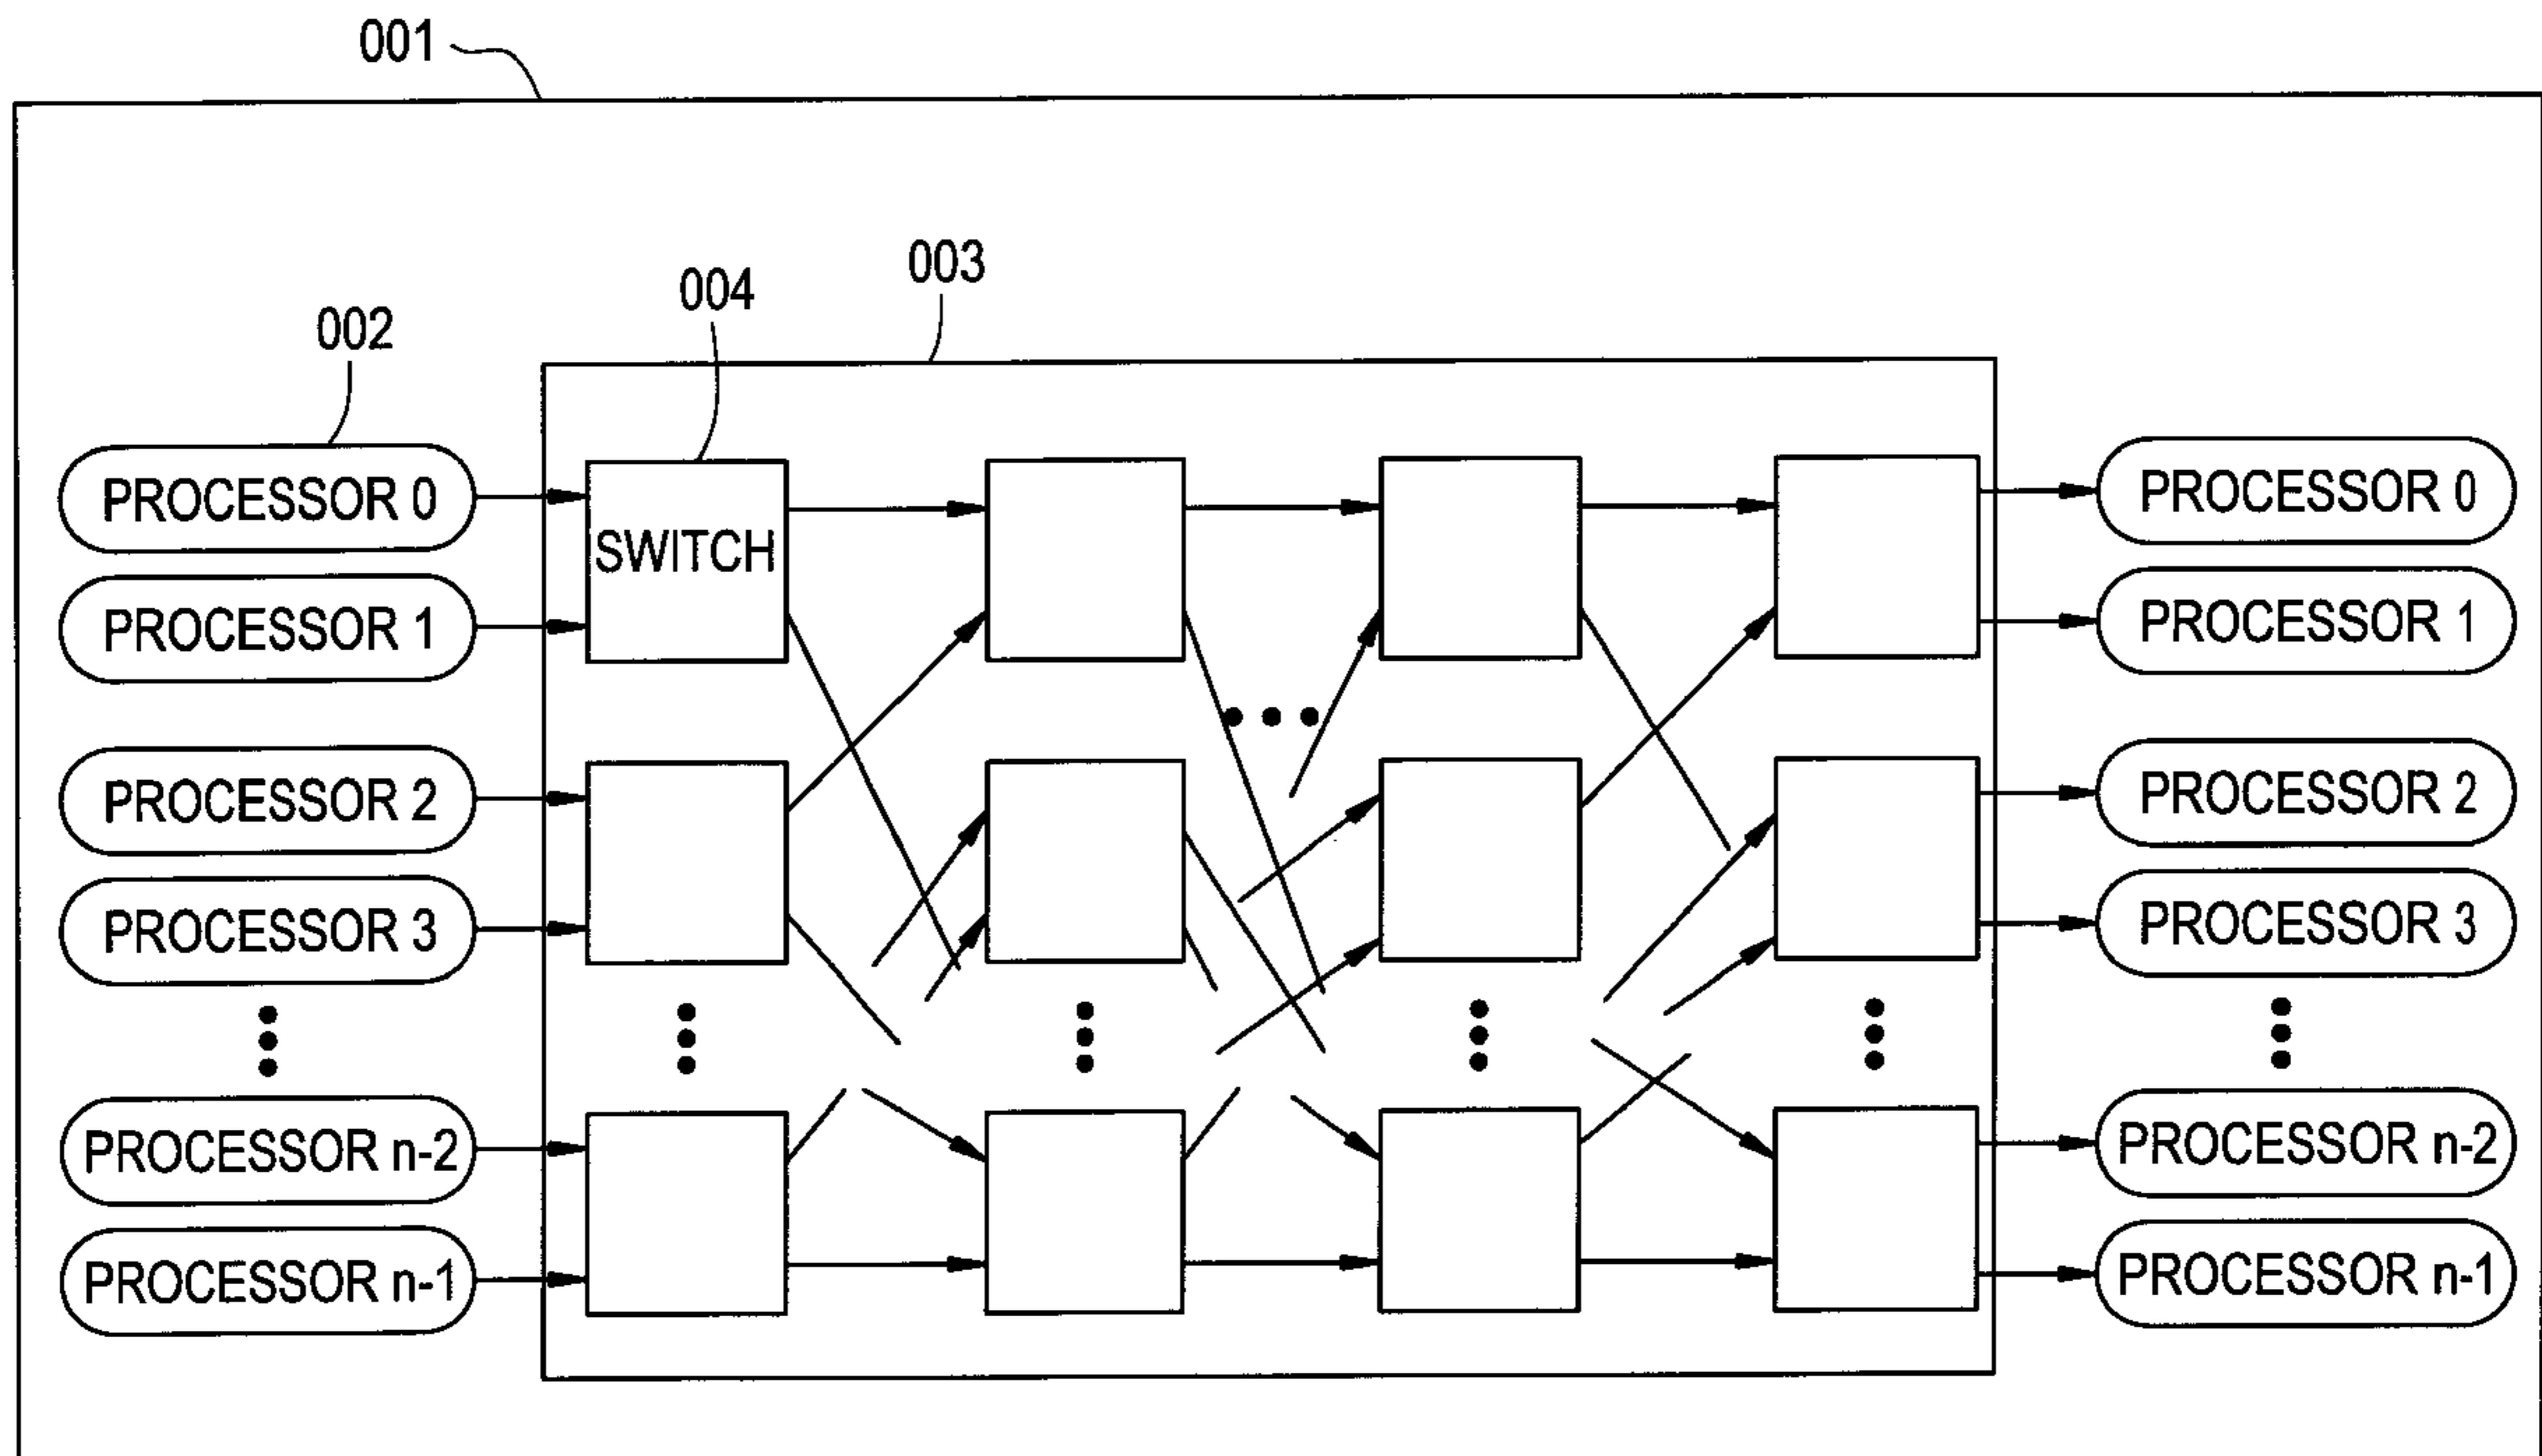 001
003
004
002
PROCESSOR 0
PROCESSOR 1
PROCESSOR 2
PROCESSOR 3
PROCESSOR n-2
PROCESSOR n-1
SWITCH
PROCESSOR 0
PROCESSOR 1
PROCESSOR 2
PROCESSOR 3
PROCESSOR n-2
PROCESSOR n-1